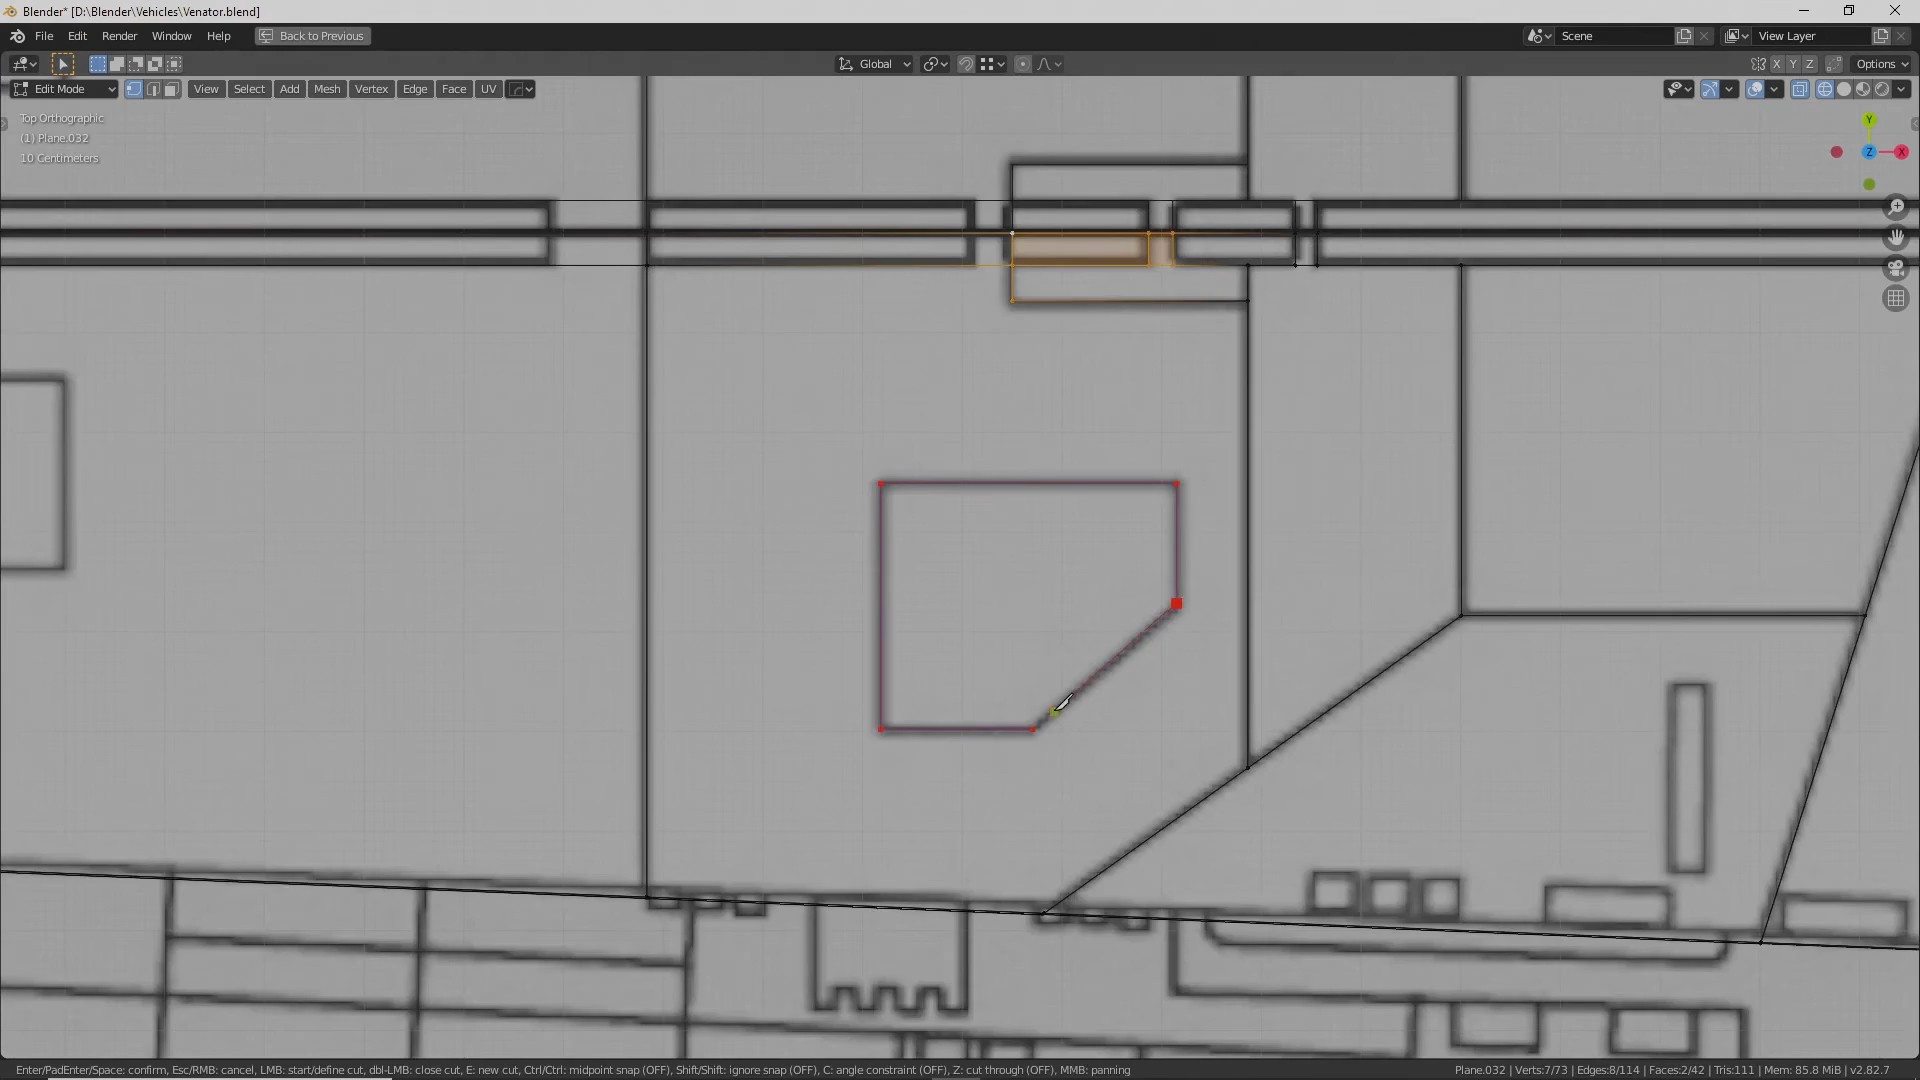 Blender* [D:\Blender\Vehicles\Venator.blend]
File Edit Render Window Help Back to Previous Scene View Layer
Global X Y Z Options
Edit Mode View Select Add Mesh Vertex Edge Face UV
Top Orthographic
(1) Plane.032
10 Centimeters
Y
Z X
Enter/PadEnter/Space: confirm, Esc/RMB: cancel, LMB: start/define cut, dbl-LMB: close cut, E: new cut, Ctrl/Ctrl: midpoint snap (OFF), Shift/Shift: ignore snap (OFF), C: angle constraint (OFF), Z: cut through (OFF), MMB: panning Plane.032 | Verts:7/73 | Edges:8/114 | Faces:2/42 | Tris:111 | Mem: 85.8 MiB | v2.82.7